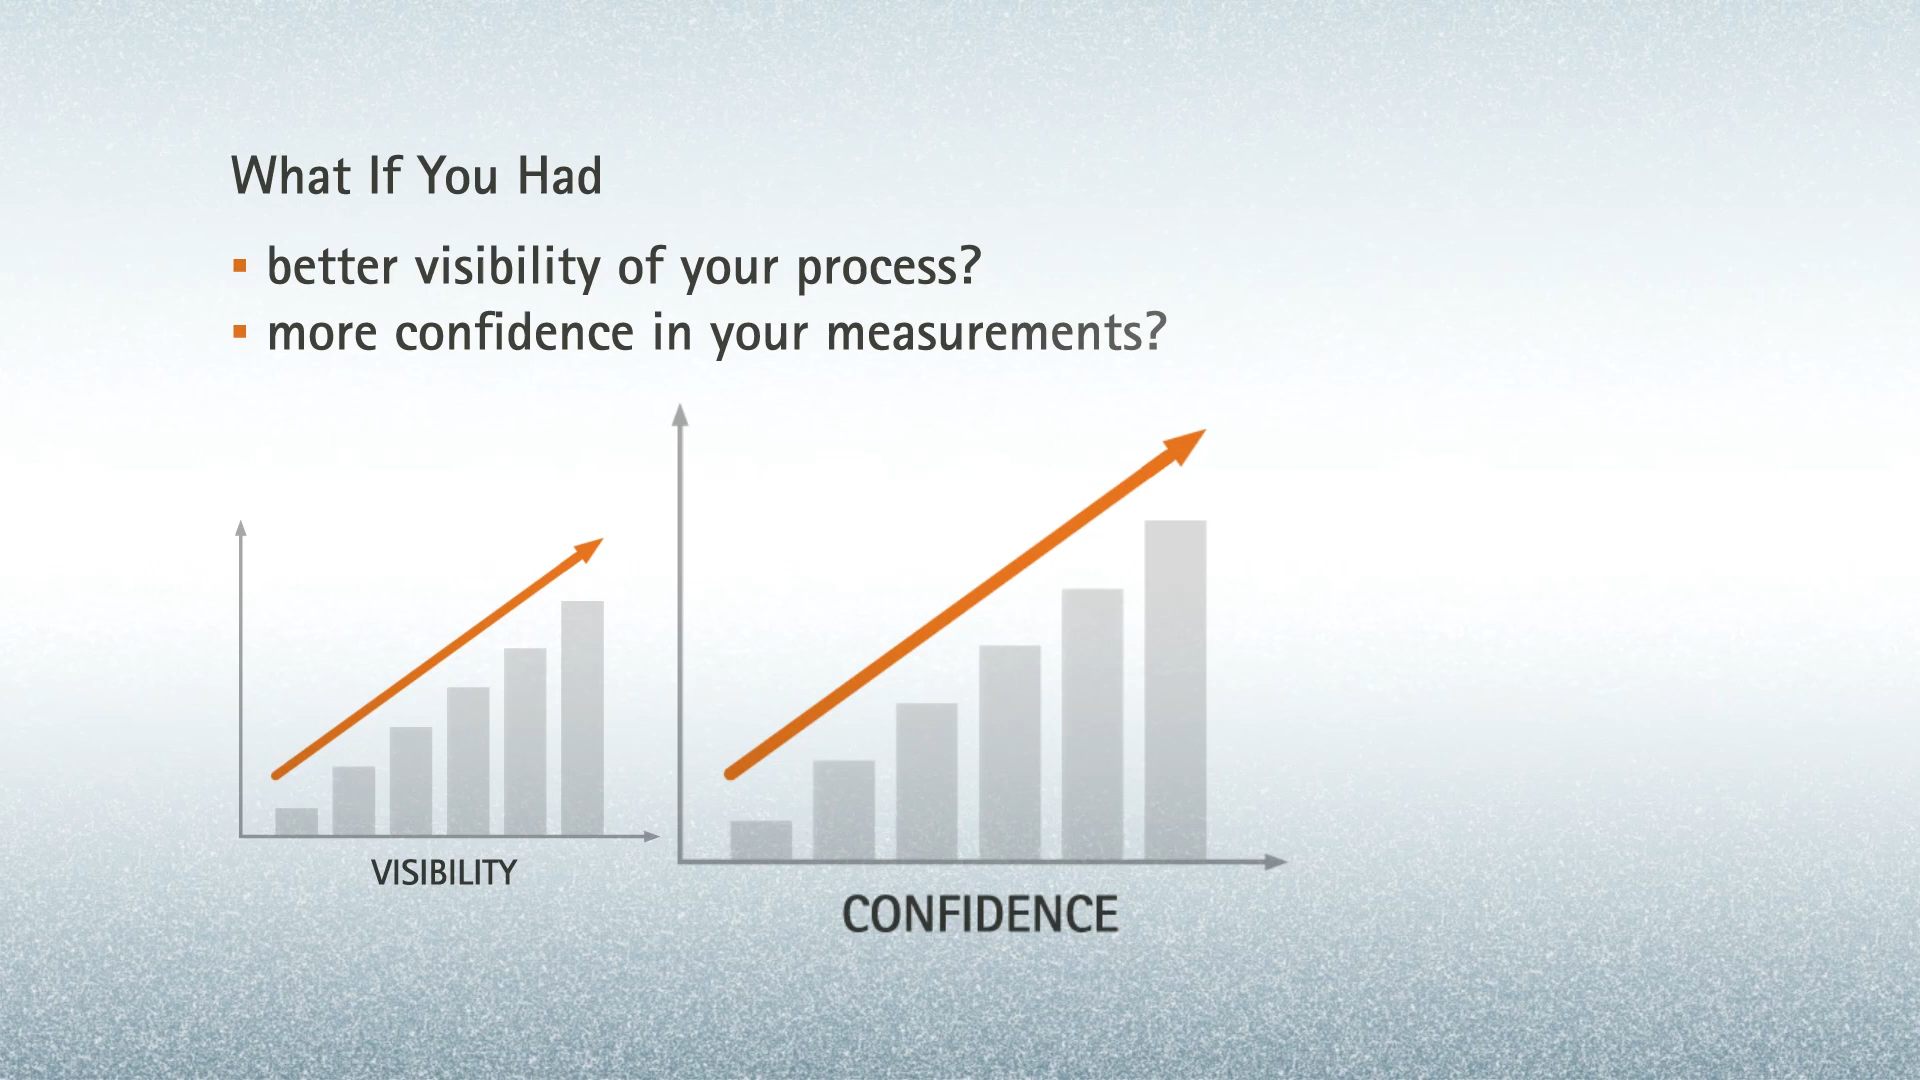 What If You Had
▪ better visibility of your process?
▪ more confidence in your measurements?
VISIBILITY
CONFIDENCE